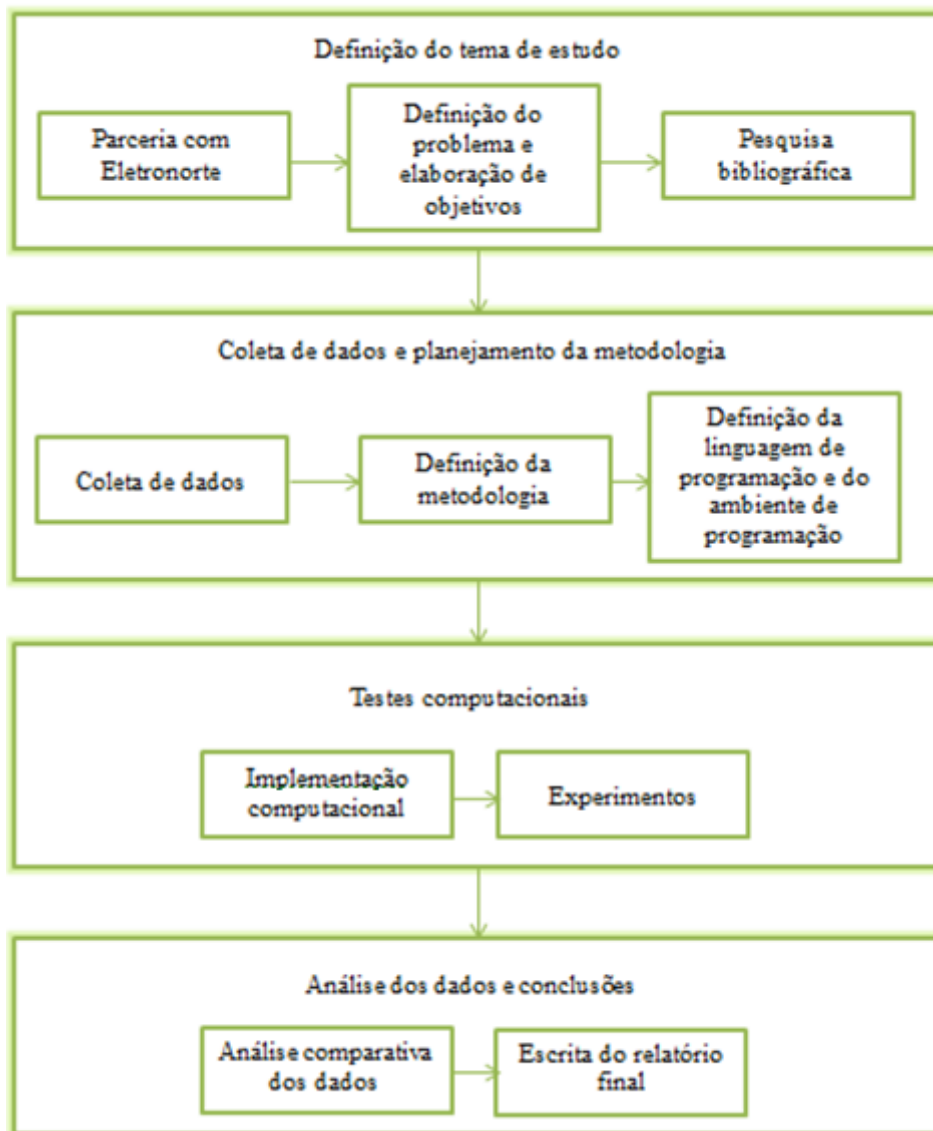 Definição do tema de estudo
Parceria com
Eletronorte
Definição do
problema e
elaboração de
objetivos
Pesquisa
bibliográfica
Coleta de dados e planejamento da metodologia
Coleta de dados
Definição da
metodologia
Definição da
linguagem de
programação e do
ambiente de
programação
Testes computacionais
Implementação
computacional
Experimentos
Análise dos dados e conclusões
Análise comparativa
dos dados
Escrita do relatório
final